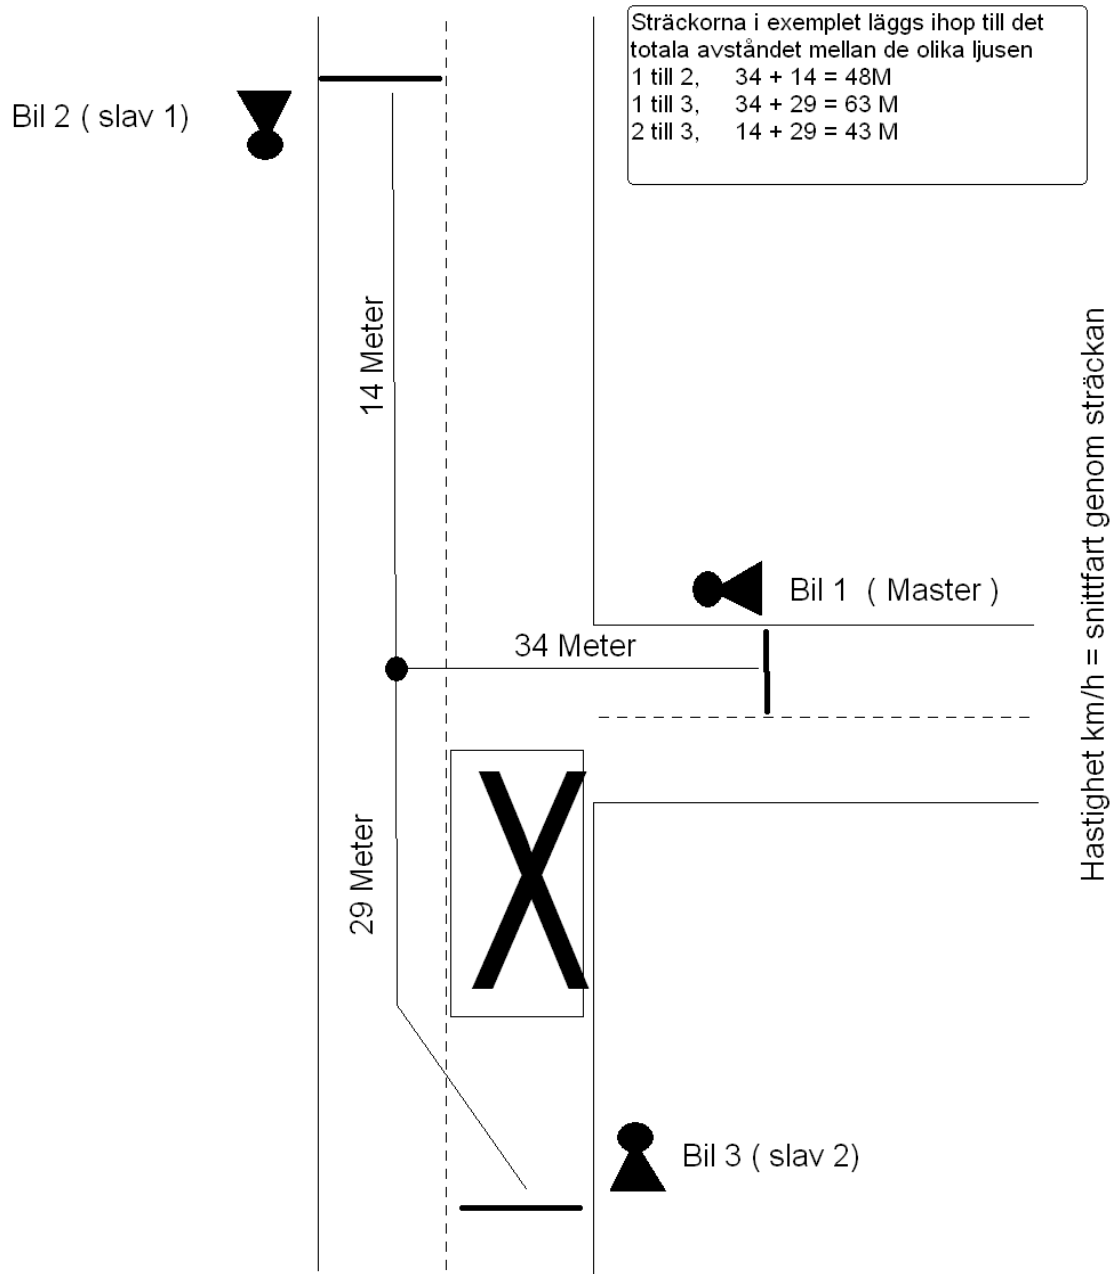 Sträckorna i exemplet läggs ihop till det
totala avståndet mellan de olika ljusen
1 till 2, 34 + 14 = 48M
1 till 3, 34 + 29 = 63 M
2 till 3, 14 + 29 = 43 M
Bil 2 ( slav 1)
14 Meter
Bil 1 ( Master )
34 Meter
Hastighet km/h = snittfart genom sträckan
X
29 Meter
Bil 3 ( slav 2)